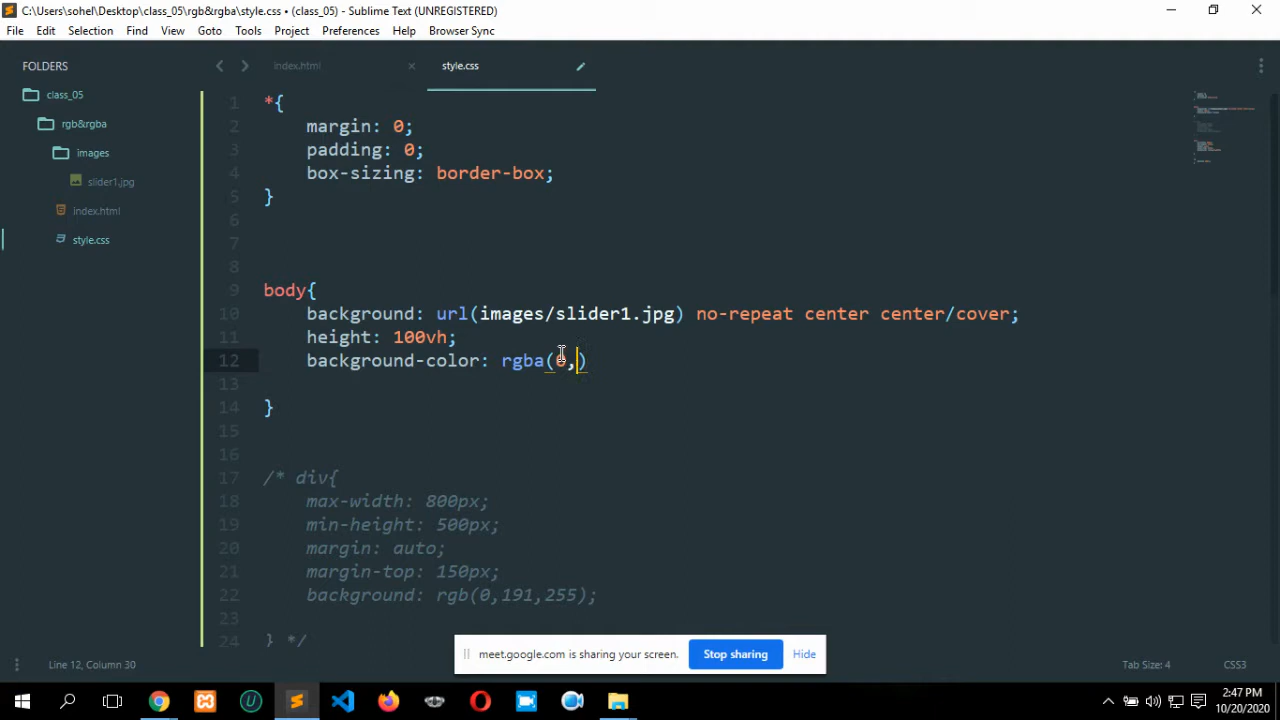 C:\Users\sohel\Desktop\class_05\rgb&rgba\style.css • (class_05) - Sublime Text (UNREGISTERED)
File Edit Selection Find View Goto Tools Project Preferences Help Browser Sync
FOLDERS
class_05
rgb&rgba
images
slider1.jpg
index.html
style.css
index.html
style.css
1 *{
2 margin: 0;
3 padding: 0;
4 box-sizing: border-box;
5 }
6
7
8
9 body{
10 background: url(images/slider1.jpg) no-repeat center center/cover;
11 height: 100vh;
12 background-color: rgba(0,)
13
14 }
15
16
17 /* div{
18 max-width: 800px;
19 min-height: 500px;
20 margin: auto;
21 margin-top: 150px;
22 background: rgb(0,191,255);
23
24 } */
meet.google.com is sharing your screen. Stop sharing Hide
Line 12, Column 30 Tab Size: 4 CSS3
2:47 PM
10/20/2020